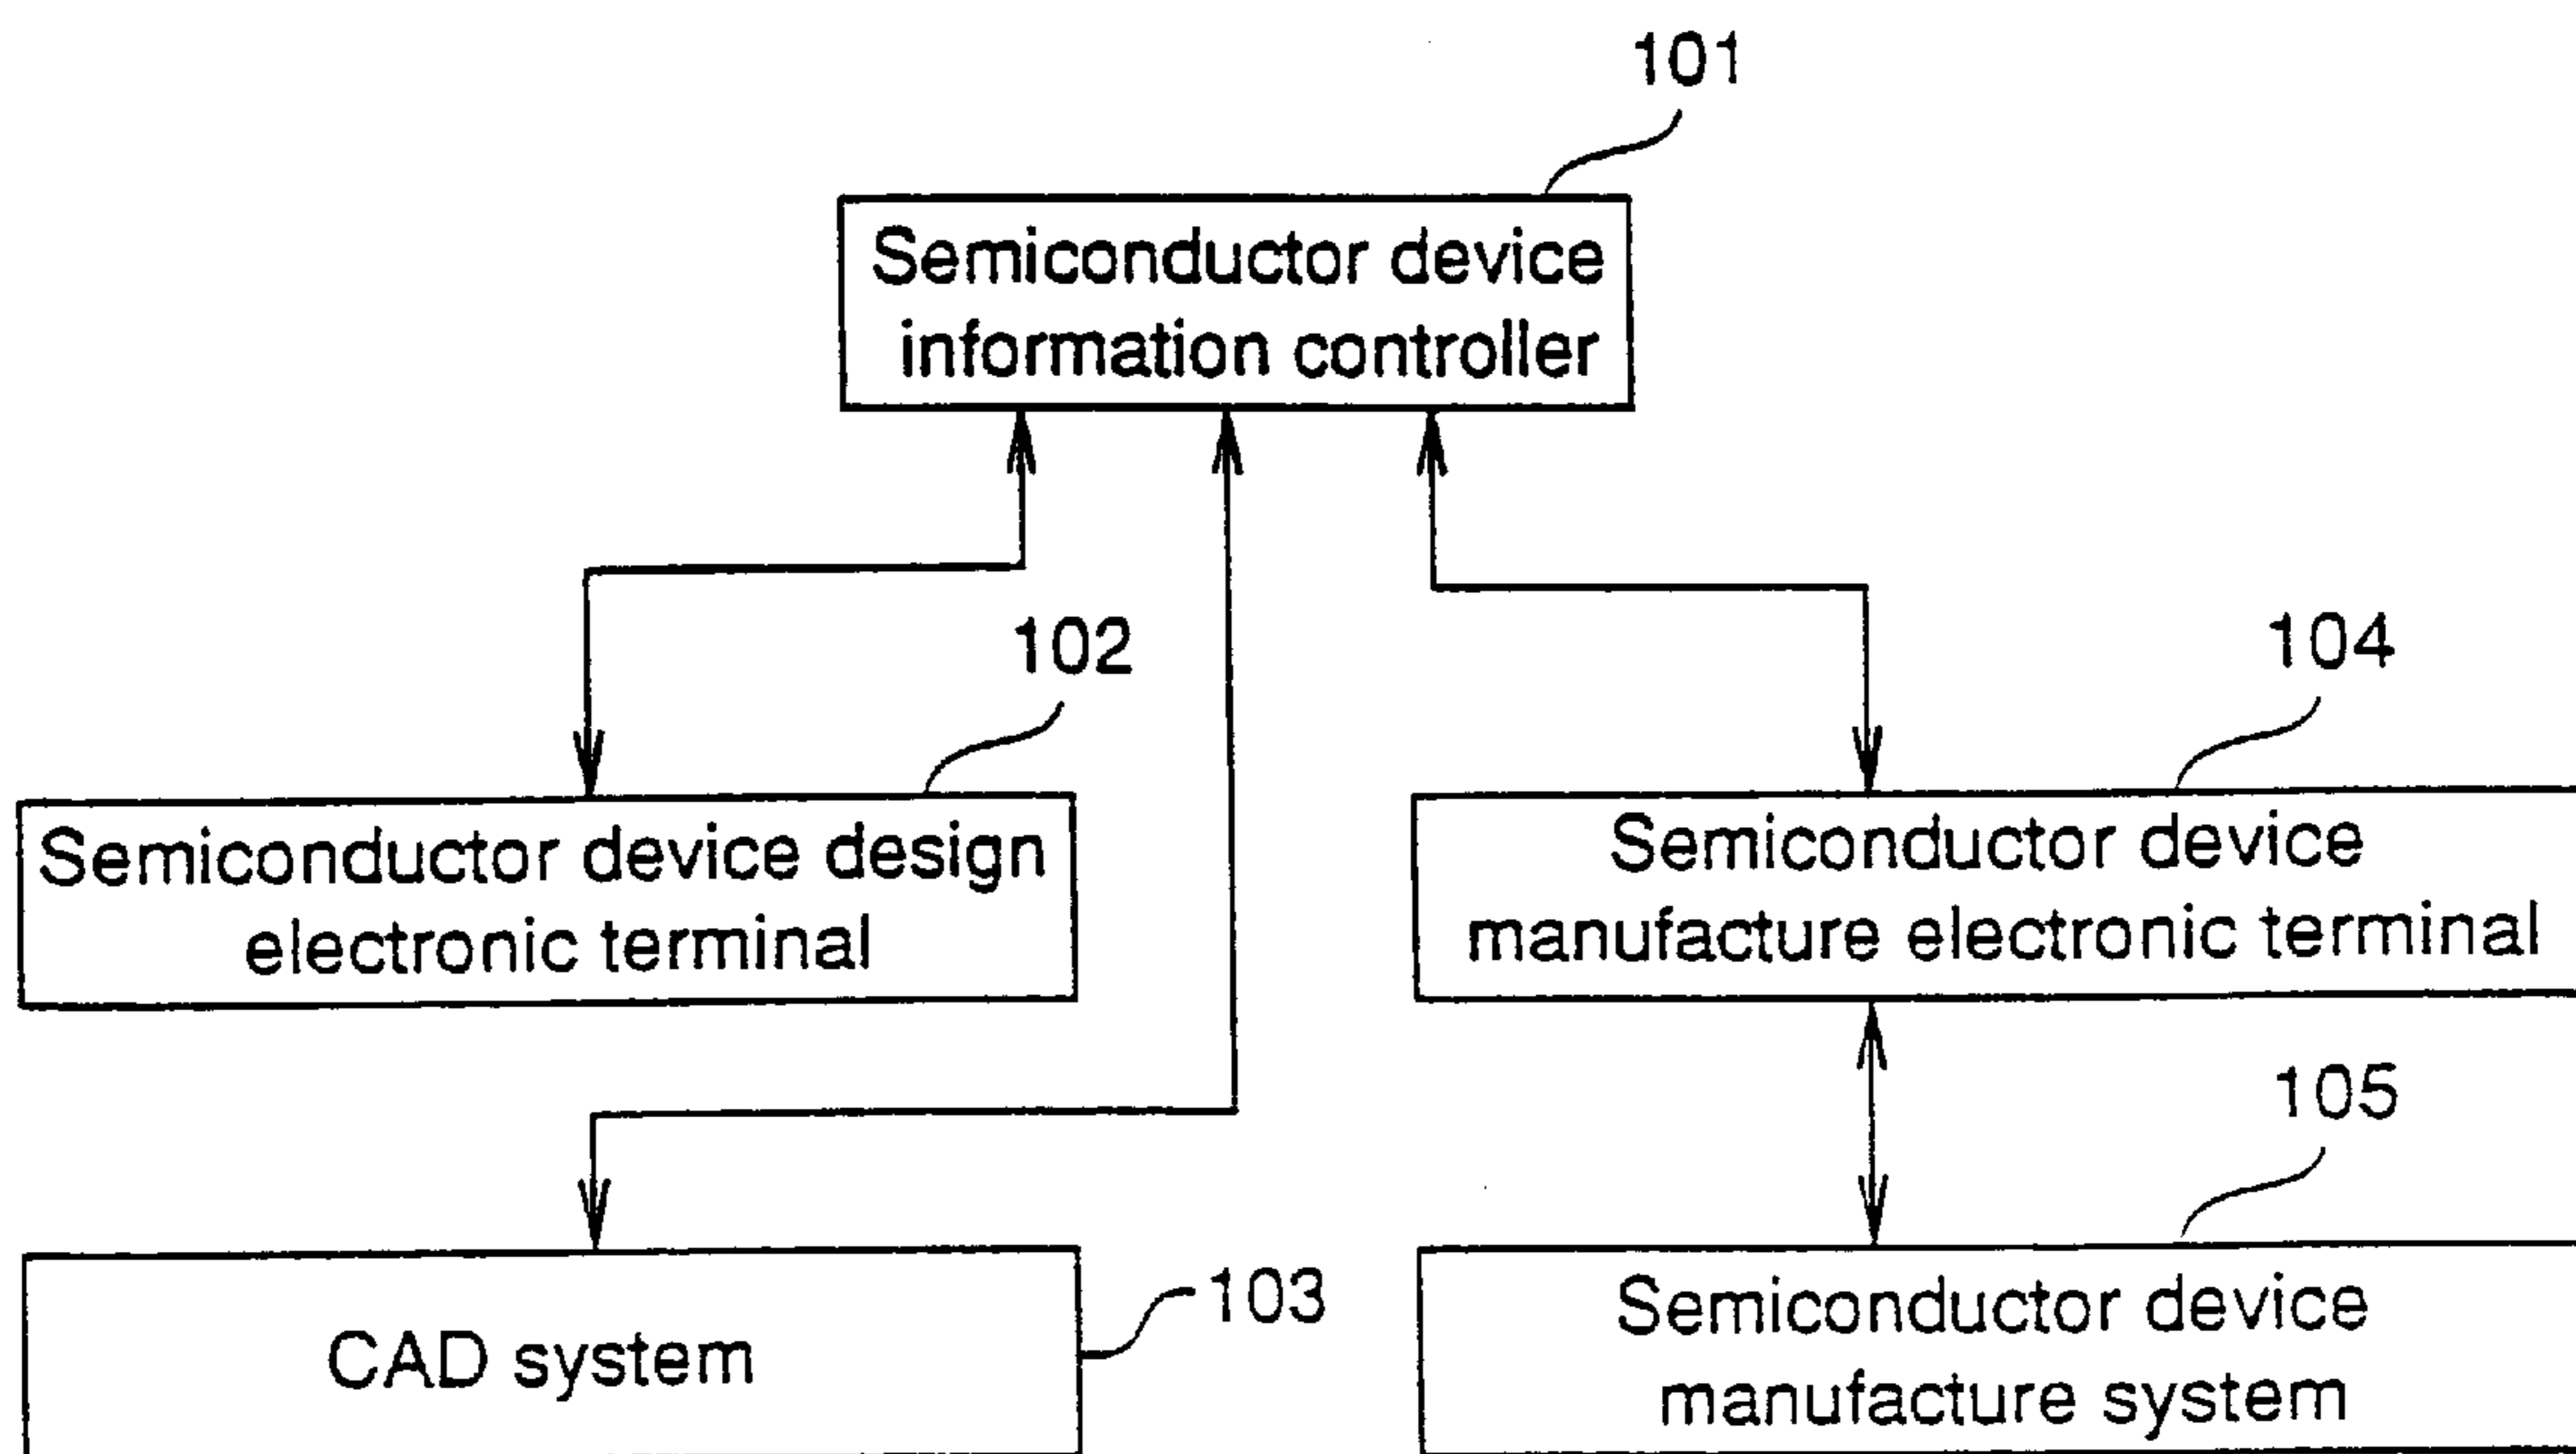 101
Semiconductor device
information controller
102
104
Semiconductor device design
electronic terminal
Semiconductor device
manufacture electronic terminal
105
103
CAD system
Semiconductor device
manufacture system